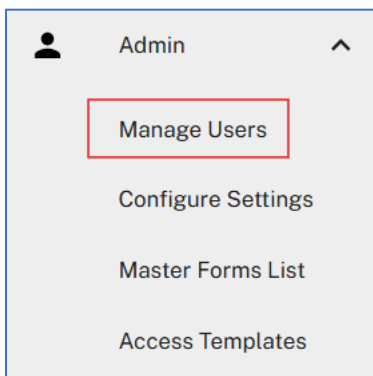 Admin
Manage Users
Configure Settings
Master Forms List
Access Templates